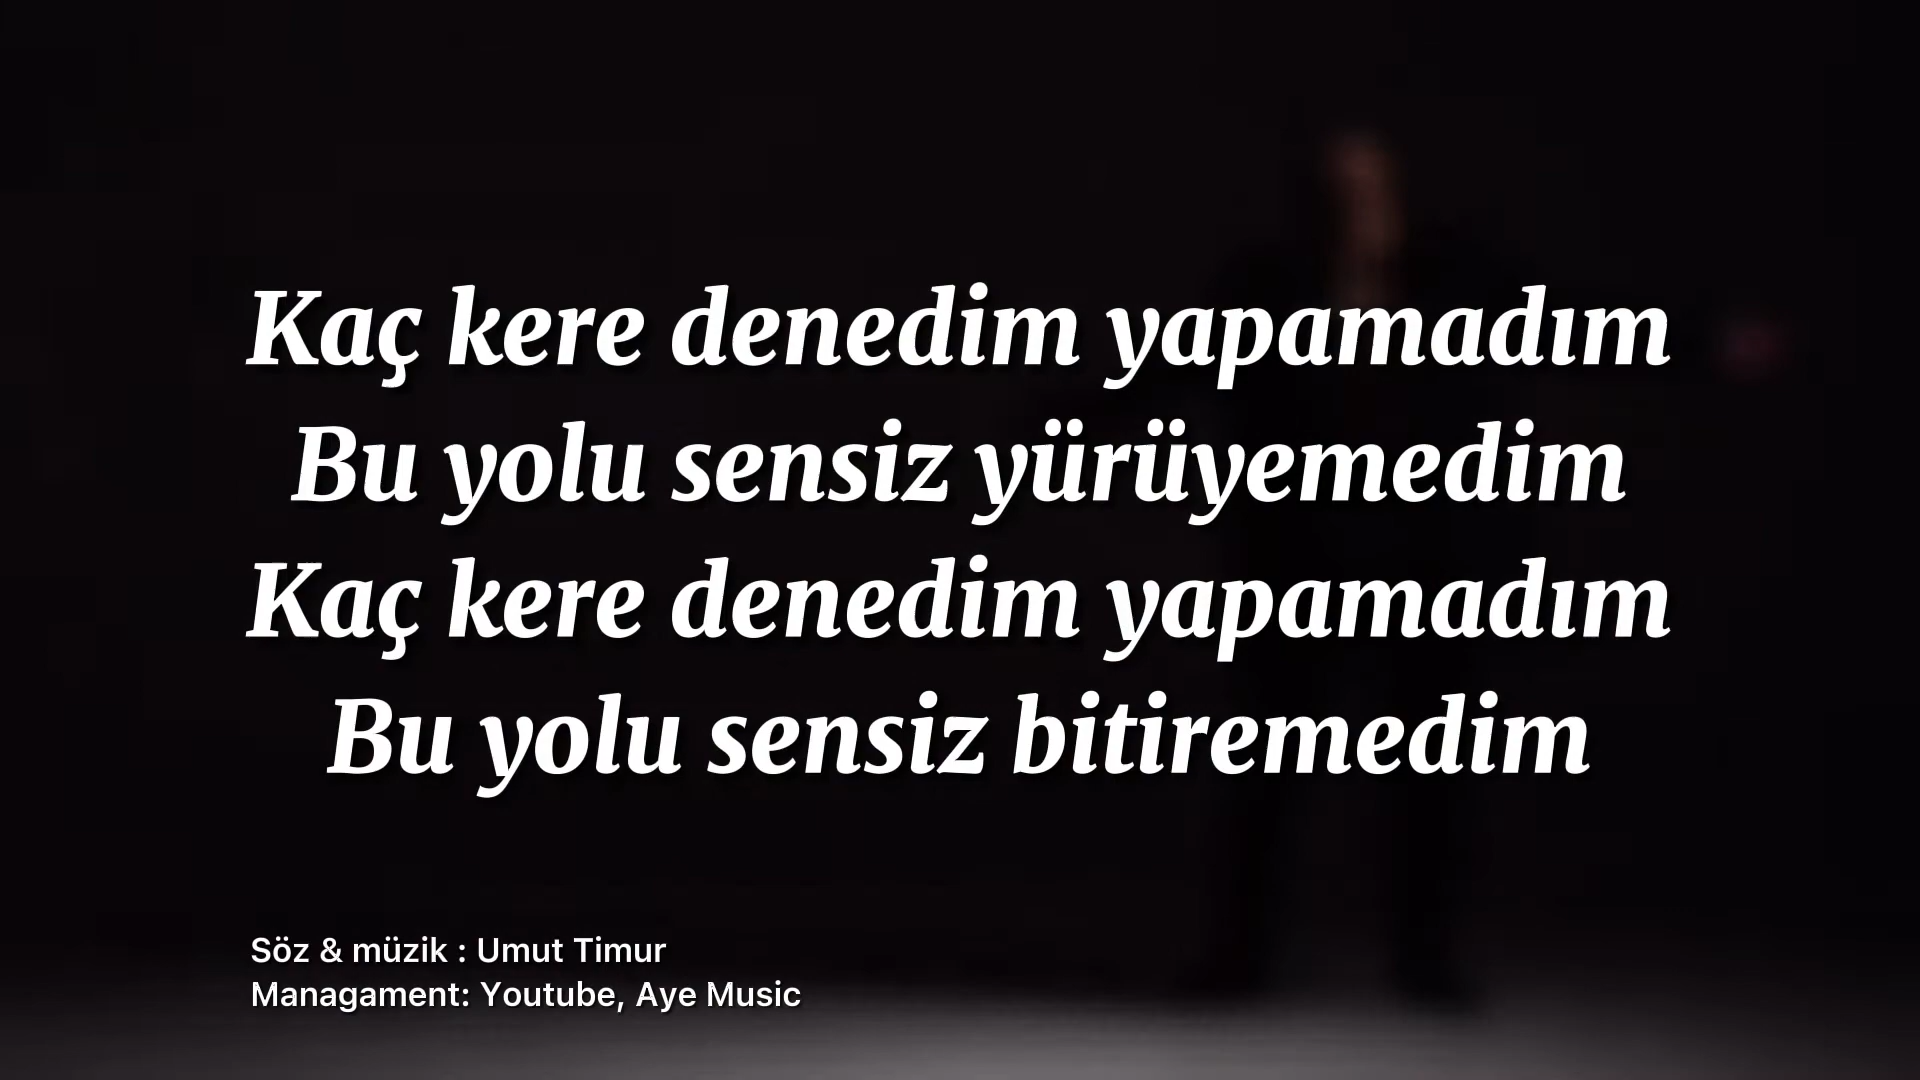 Kaç kere denedim yapamadım
Bu yolu sensiz yürüyemedim
Kaç kere denedim yapamadım
Bu yolu sensiz bitiremedim
Söz & müzik : Umut Timur
Managament: Youtube, Aye Music